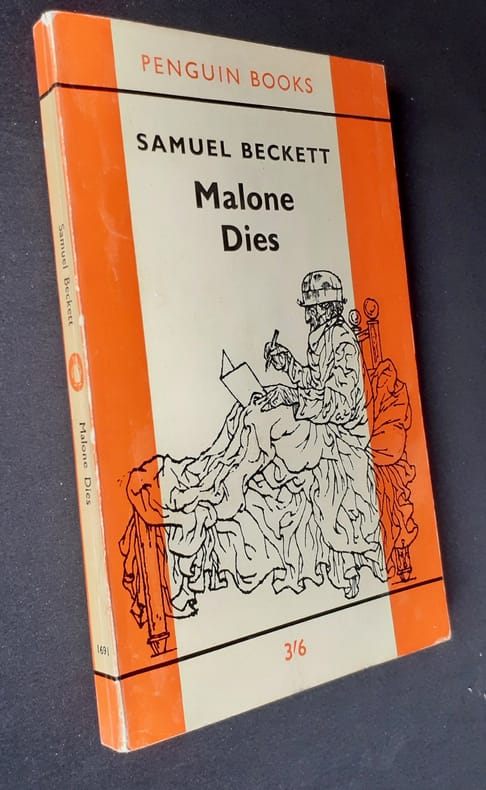 PENGUIN BOOKS
SAMUEL BECKETT
Malone
Dies
3/6
Samuel Beckett
Malone Dies
1691